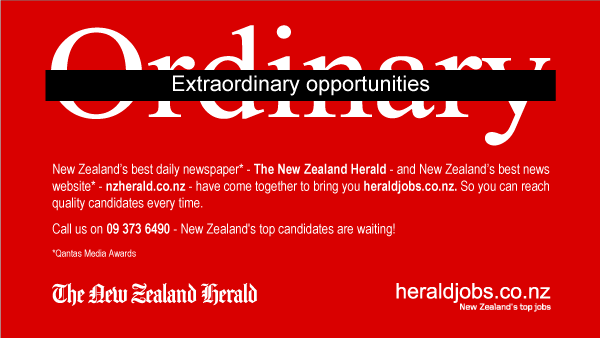 Ordinary
Extraordinary opportunities
New Zealand's best daily newspaper* - The New Zealand Herald - and New Zealand's best news
website* - nzherald.co.nz - have come together to bring you heraldjobs.co.nz. So you can reach
quality candidates every time.
Call us on 09 373 6490 - New Zealand's top candidates are waiting!
*Qantas Media Awards
The New Zealand Herald
heraldjobs.co.nz
New Zealand's top jobs